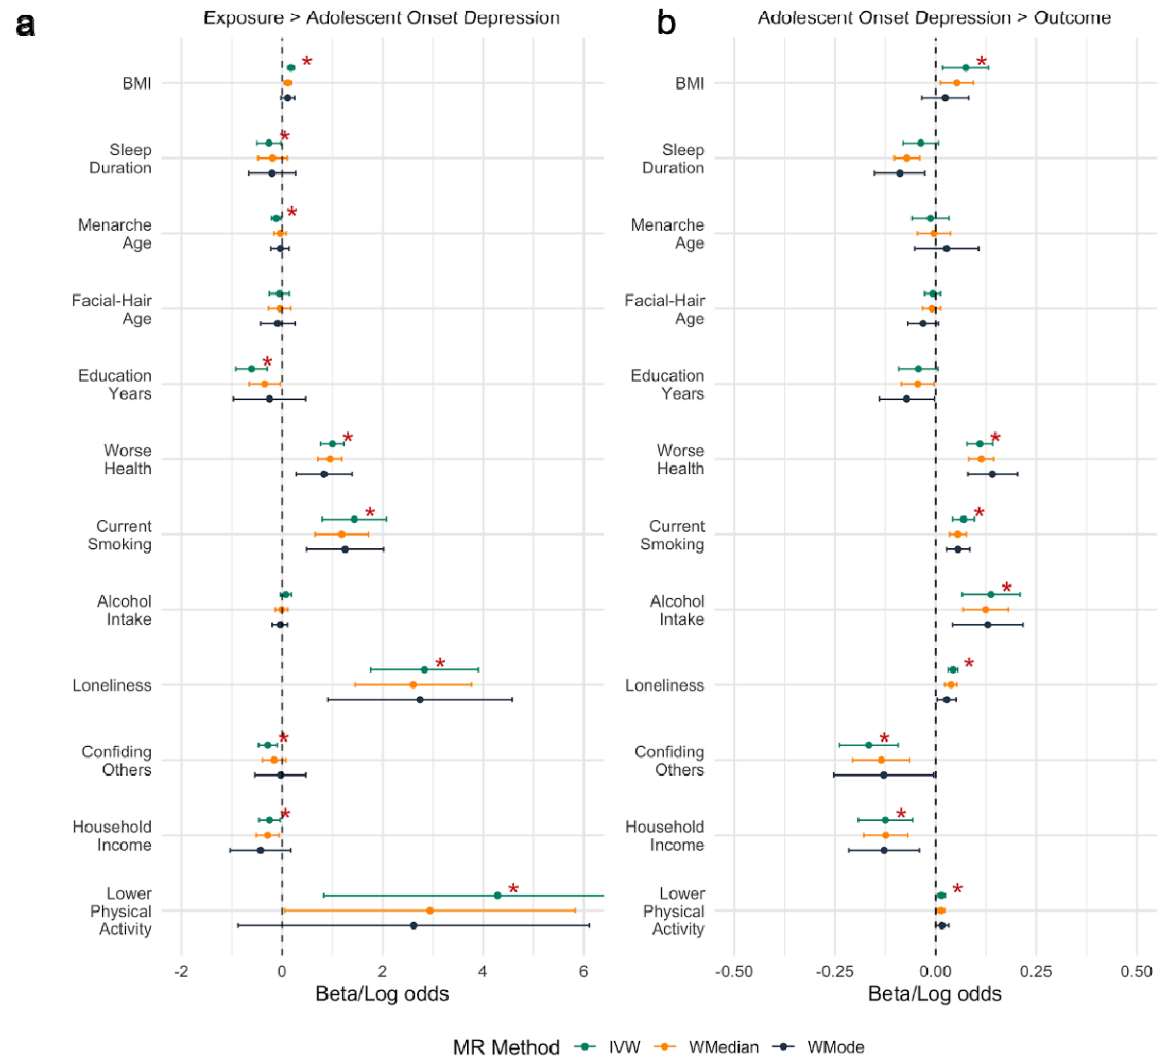 a
Exposure > Adolescent Onset Depression
BMI
*
Sleep
Duration
*
Menarche
Age
*
Facial-Hair
Age
Education
Years
*
Worse
Health
*
Current
Smoking
*
Alcohol
Intake
Loneliness
*
Confiding
Others
*
Household
Income
*
Lower
Physical
Activity
*
-2 0 2 4 6
Beta/Log odds
b
Adolescent Onset Depression > Outcome
BMI
*
Sleep
Duration
Menarche
Age
Facial-Hair
Age
Education
Years
Worse
Health
*
Current
Smoking
*
Alcohol
Intake
*
Loneliness
*
Confiding
Others
*
Household
Income
*
Lower
Physical
Activity
*
-0.50 -0.25 0.00 0.25 0.50
Beta/Log odds
MR Method IVW WMedian WMode